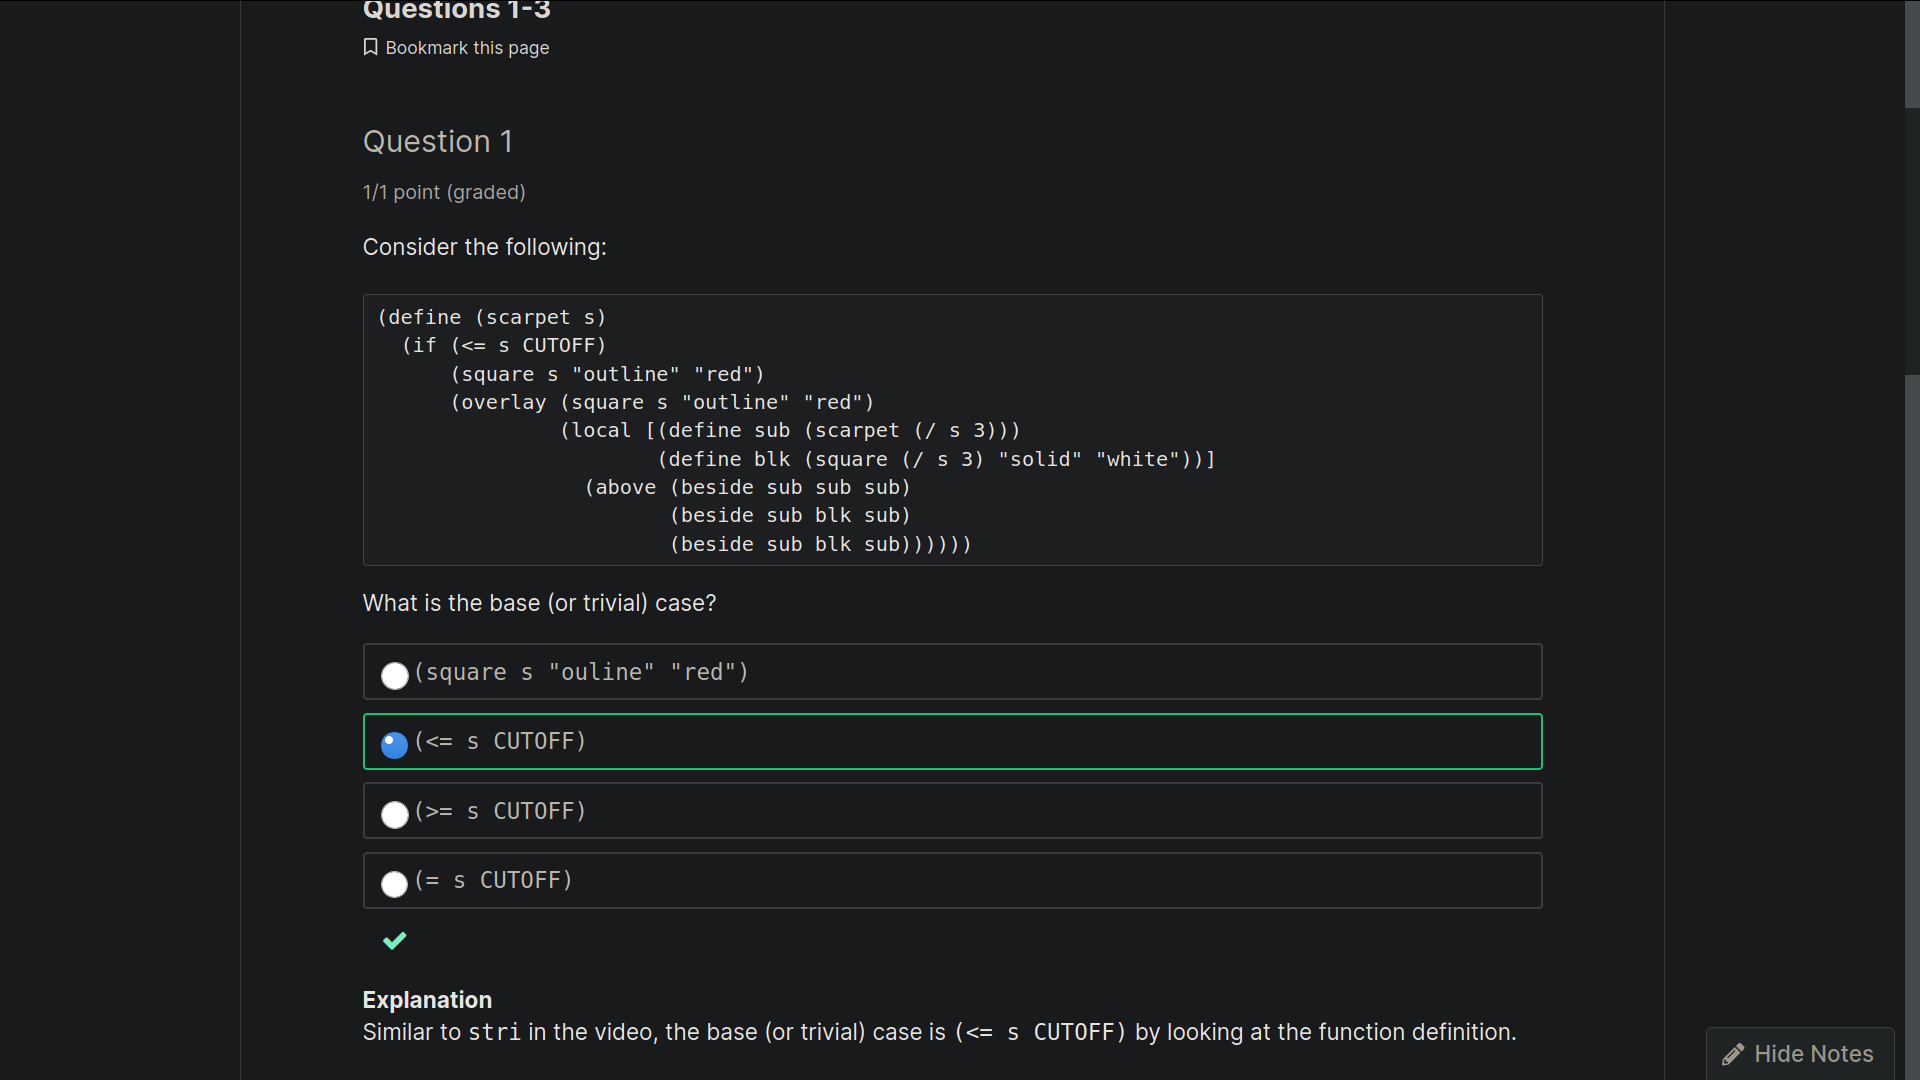 Questions 1-3
Bookmark this page
Question 1
1/1 point (graded)
Consider the following:
(define (scarpet s)
  (if (<= s CUTOFF)
      (square s "outline" "red")
      (overlay (square s "outline" "red")
               (local [(define sub (scarpet (/ s 3)))
                       (define blk (square (/ s 3) "solid" "white"))]
                 (above (beside sub sub sub)
                        (beside sub blk sub)
                        (beside sub blk sub))))))
What is the base (or trivial) case?
(square s "ouline" "red")
(<= s CUTOFF)
(>= s CUTOFF)
(= s CUTOFF)
Explanation
Similar to stri in the video, the base (or trivial) case is (<= s CUTOFF) by looking at the function definition.
Hide Notes